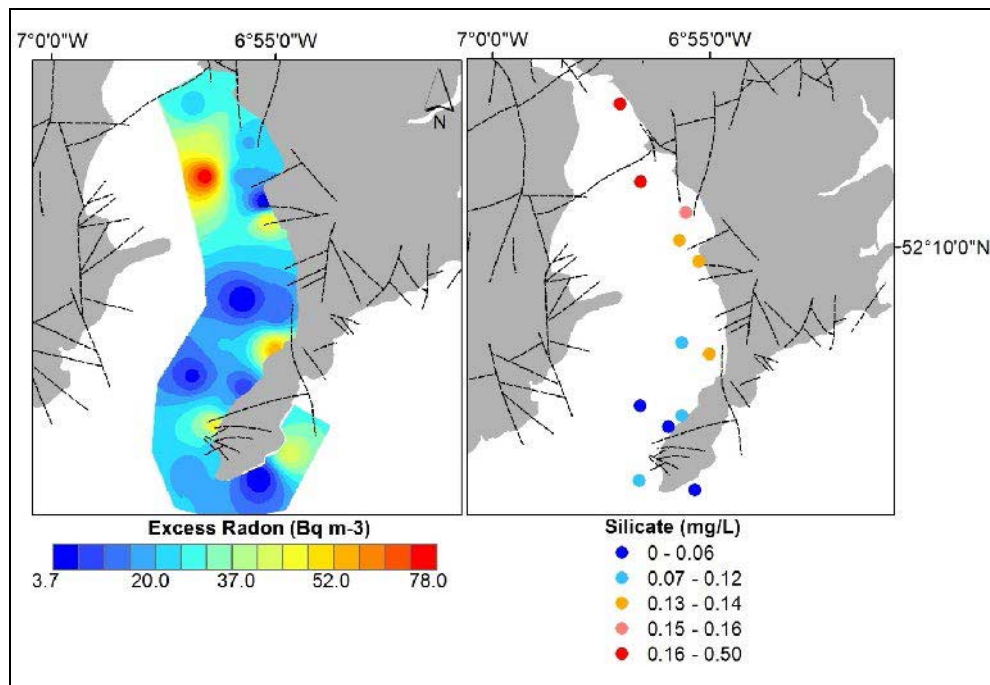 7°0'0"W 6°55'0"W 7°0'0"W 6°55'0"W
N
52°10'0"N
Excess Radon (Bq m-3)
3.7 20.0 37.0 52.0 78.0
Silicate (mg/L)
0 - 0.06
0.07 - 0.12
0.13 - 0.14
0.15 - 0.16
0.16 - 0.50